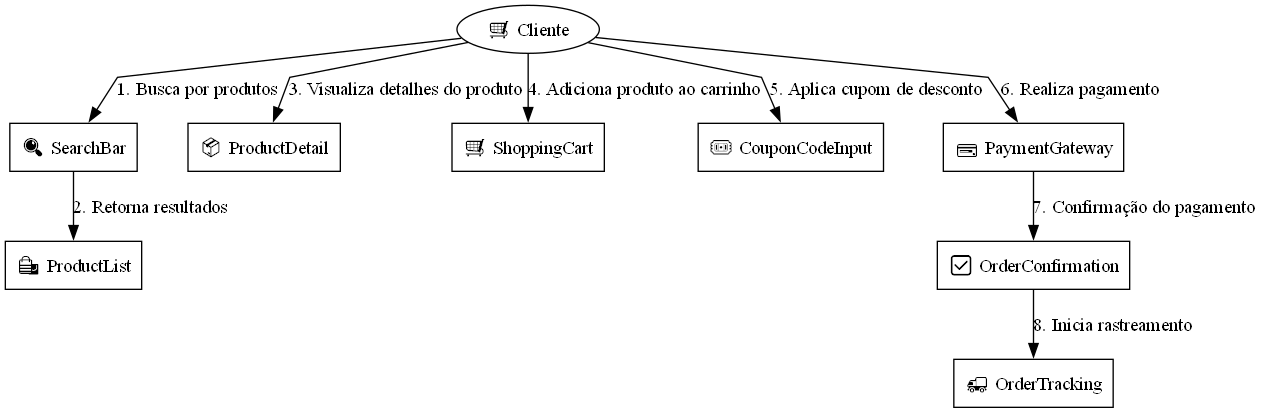 Cliente
1. Busca por produtos
3. Visualiza detalhes do produto
4. Adiciona produto ao carrinho
5. Aplica cupom de desconto
6. Realiza pagamento
SearchBar
ProductDetail
ShoppingCart
CouponCodeInput
PaymentGateway
2. Retorna resultados
7. Confirmação do pagamento
ProductList
OrderConfirmation
8. Inicia rastreamento
OrderTracking